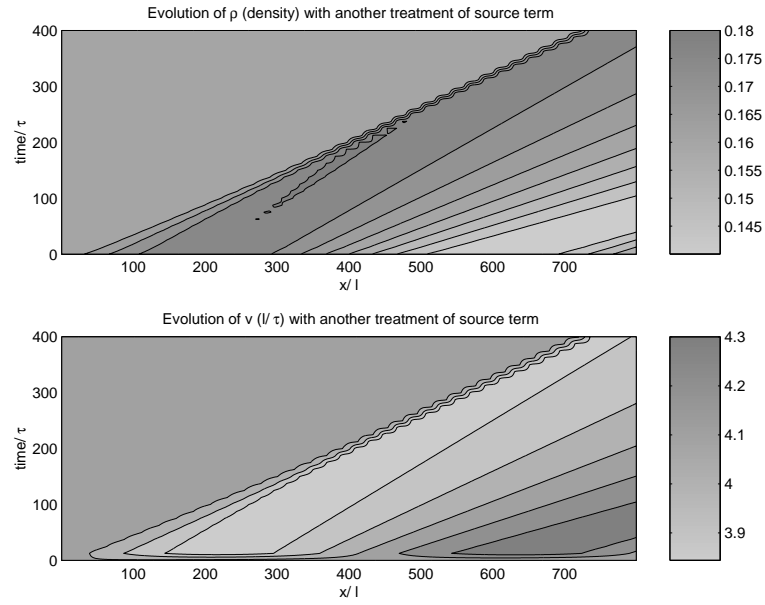 Evolution of ρ (density) with another treatment of source term
400
300
200
100
0
time/ τ
100 200 300 400 500 600 700
x/ l
0.18
0.175
0.17
0.165
0.16
0.155
0.15
0.145
Evolution of v (l/ τ) with another treatment of source term
400
300
200
100
0
time/ τ
100 200 300 400 500 600 700
x/ l
4.3
4.2
4.1
4
3.9